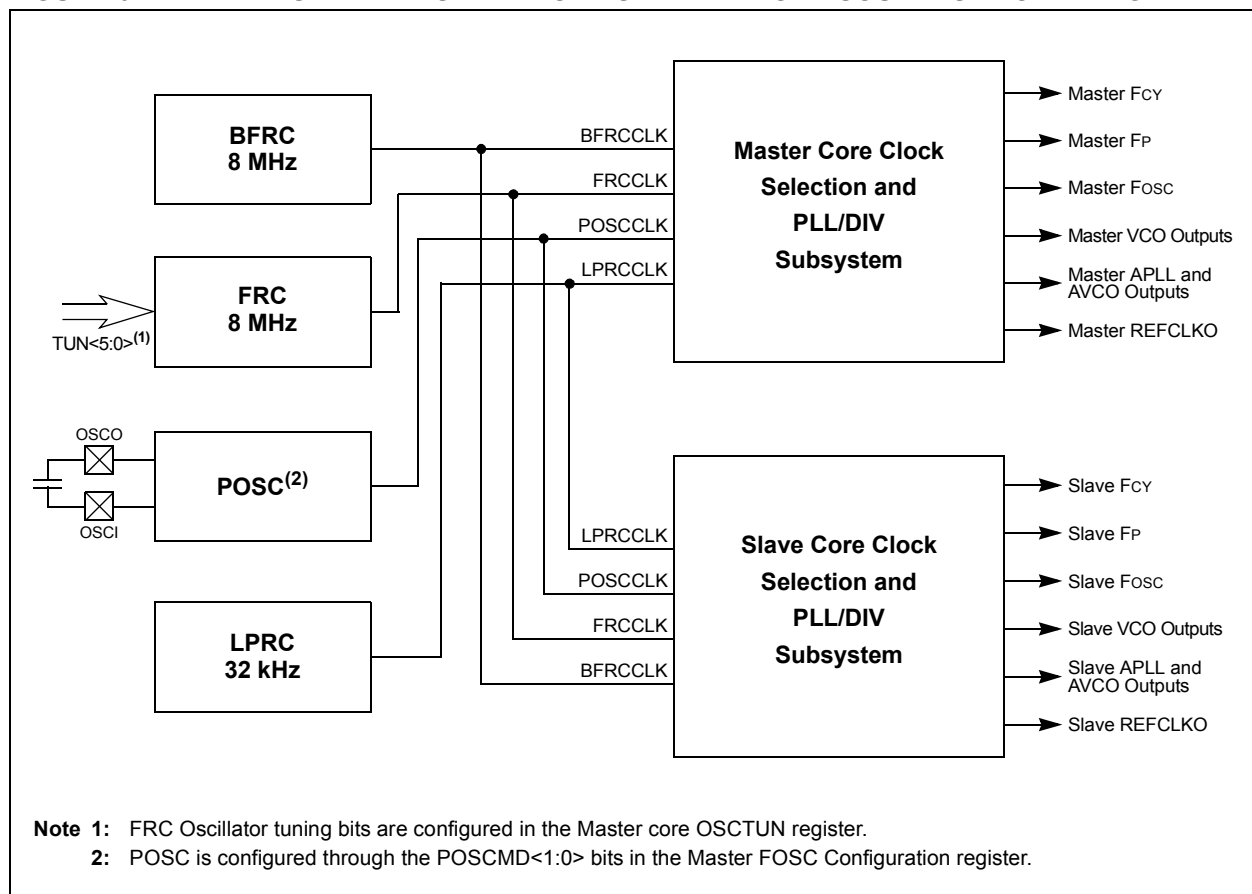 BFRC
8 MHz
FRC
8 MHz
TUN<5:0>(1)
OSCO
OSCI
POSC(2)
LPRC
32 kHz
BFRCCLK
FRCCLK
POSCCLK
LPRCCLK
Master Core Clock
Selection and
PLL/DIV
Subsystem
Master FCY
Master FP
Master FOSC
Master VCO Outputs
Master APLL and
AVCO Outputs
Master REFCLKO
LPRCCLK
POSCCLK
FRCCLK
BFRCCLK
Slave Core Clock
Selection and
PLL/DIV
Subsystem
Slave FCY
Slave FP
Slave FOSC
Slave VCO Outputs
Slave APLL and
AVCO Outputs
Slave REFCLKO
Note 1: FRC Oscillator tuning bits are configured in the Master core OSCTUN register.
2: POSC is configured through the POSCMD<1:0> bits in the Master FOSC Configuration register.